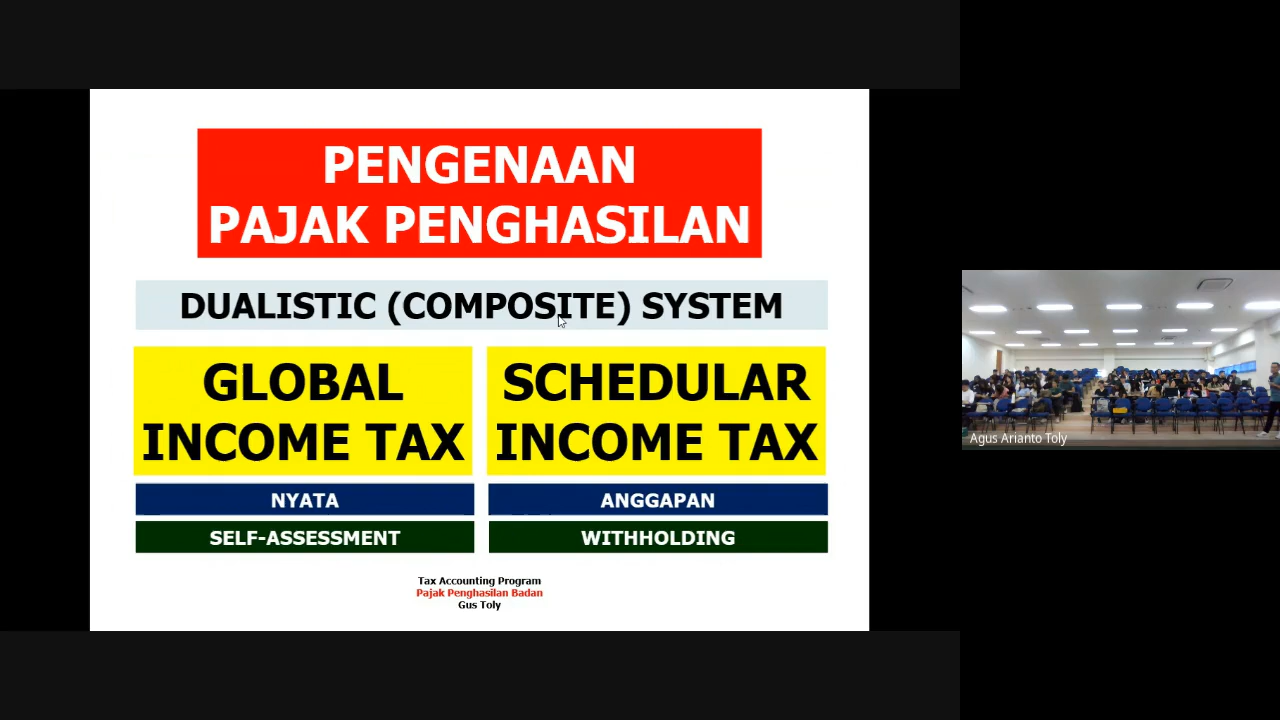 PENGENAAN
PAJAK PENGHASILAN
DUALISTIC (COMPOSITE) SYSTEM
GLOBAL
INCOME TAX
SCHEDULAR
INCOME TAX
NYATA
ANGGAPAN
SELF-ASSESSMENT
WITHHOLDING
Tax Accounting Program
Pajak Penghasilan Badan
Gus Toly
Agus Arianto Toly